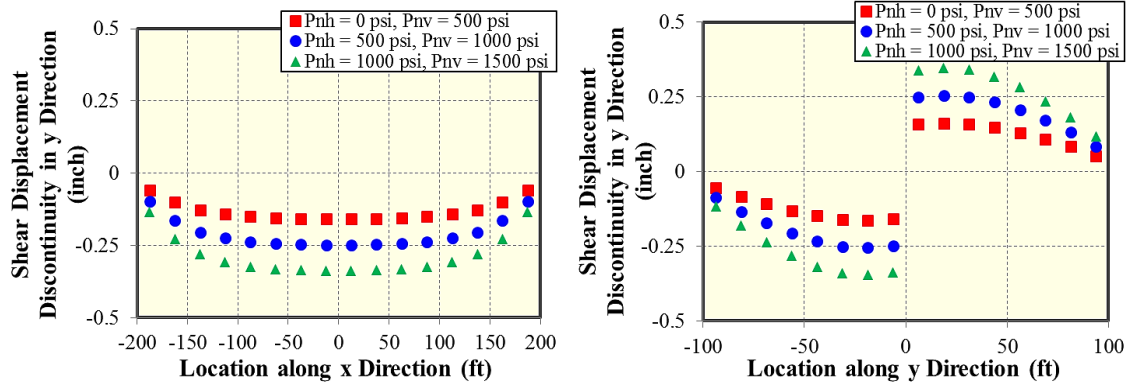 Pnh = 0 psi, Pnv = 500 psi
Pnh = 500 psi, Pnv = 1000 psi
Pnh = 1000 psi, Pnv = 1500 psi
Shear Displacement
Discontinuity in y Direction
(inch)
0.5
0.25
0
-0.25
-0.5
-200 -150 -100 -50 0 50 100 150 200
Location along x Direction (ft)
Pnh = 0 psi, Pnv = 500 psi
Pnh = 500 psi, Pnv = 1000 psi
Pnh = 1000 psi, Pnv = 1500 psi
Shear Displacement
Discontinuity in y Direction
(inch)
0.5
0.25
0
-0.25
-0.5
-100 -50 0 50 100
Location along y Direction (ft)